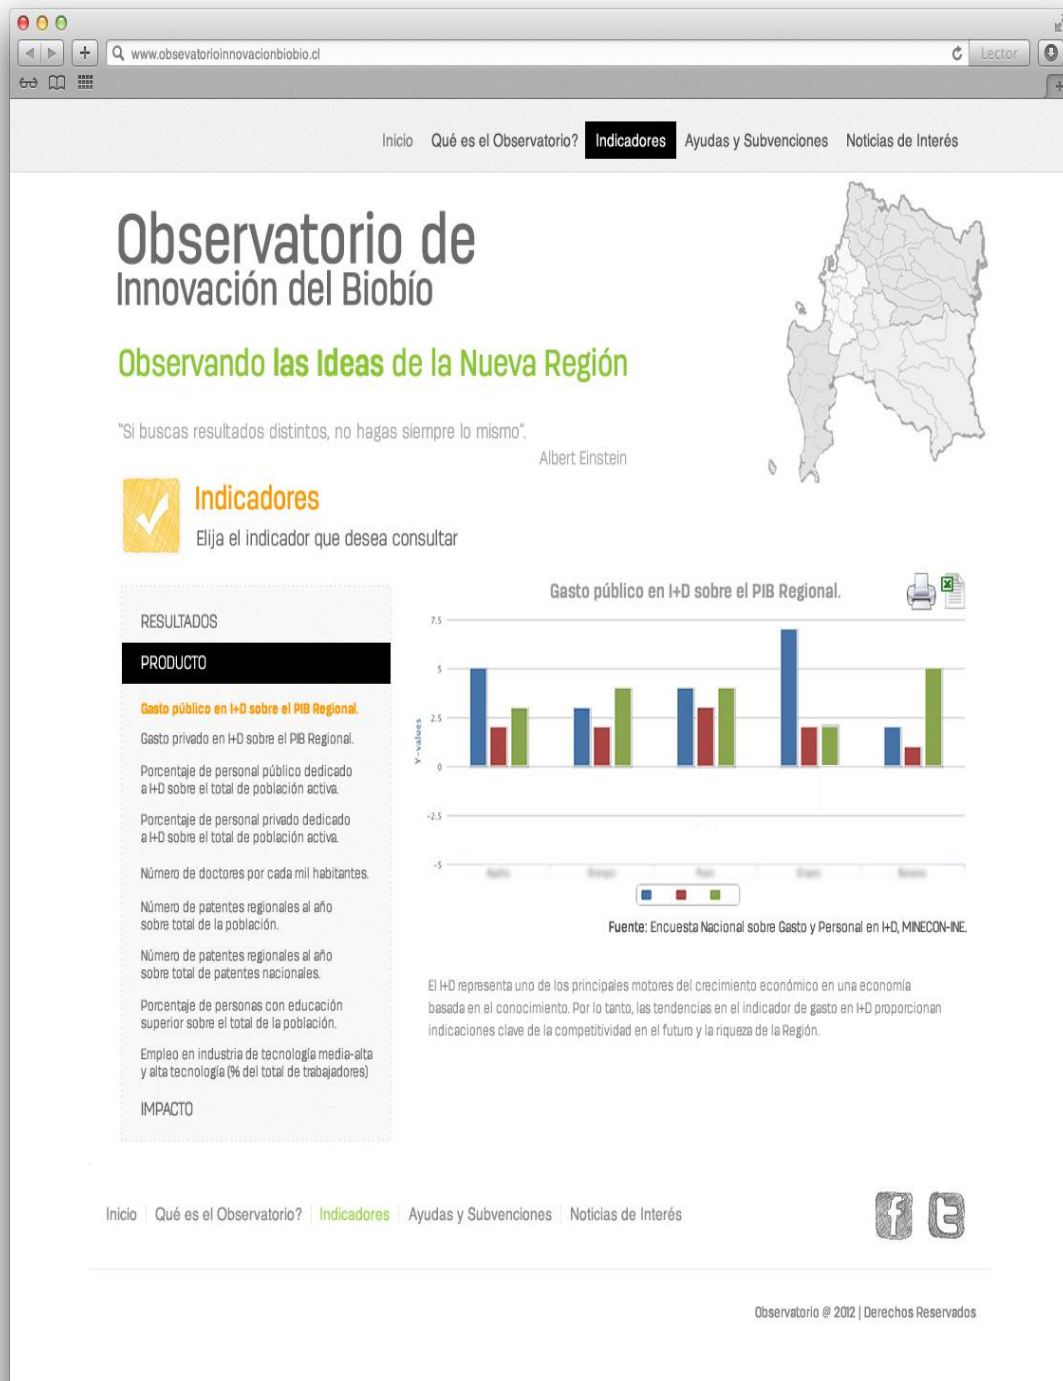 www.obsevatorioinnovacionbiobio.cl
Lector
Inicio Qué es el Observatorio? Indicadores Ayudas y Subvenciones Noticias de Interés
Observatorio de
Innovación del Biobío
Observando las Ideas de la Nueva Región
"Si buscas resultados distintos, no hagas siempre lo mismo".
Albert Einstein
Indicadores
Elija el indicador que desea consultar
RESULTADOS
PRODUCTO
Gasto público en I+D sobre el PIB Regional.
Gasto privado en I+D sobre el PIB Regional.
Porcentaje de personal público dedicado
a I+D sobre el total de población activa.
Porcentaje de personal privado dedicado
a I+D sobre el total de población activa.
Número de doctores por cada mil habitantes.
Número de patentes regionales al año
sobre total de la población.
Número de patentes regionales al año
sobre total de patentes nacionales.
Porcentaje de personas con educación
superior sobre el total de la población.
Empleo en industria de tecnología media-alta
y alta tecnología (% del total de trabajadores)
IMPACTO
Gasto público en I+D sobre el PIB Regional.
7.5
5
2.5
0
-2.5
-5
Y-values
Fuente: Encuesta Nacional sobre Gasto y Personal en I+D, MINECON-INE.
El I+D representa uno de los principales motores del crecimiento económico en una economía
basada en el conocimiento. Por lo tanto, las tendencias en el indicador de gasto en I+D proporcionan
indicaciones clave de la competitividad en el futuro y la riqueza de la Región.
Inicio Qué es el Observatorio? Indicadores Ayudas y Subvenciones Noticias de Interés
Observatorio @ 2012 | Derechos Reservados